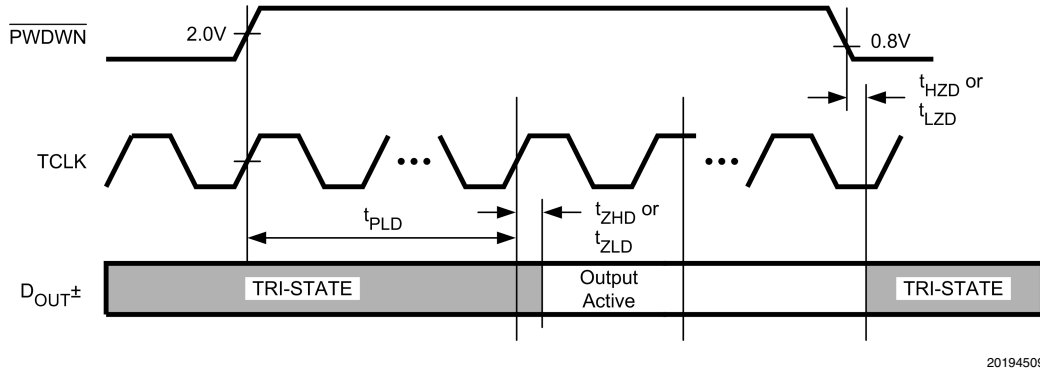 PWDWN
2.0V
0.8V
tHZD or
tLZD
TCLK
tPLD
tZHD or
tZLD
DOUT±
TRI-STATE
Output
Active
TRI-STATE
20194509